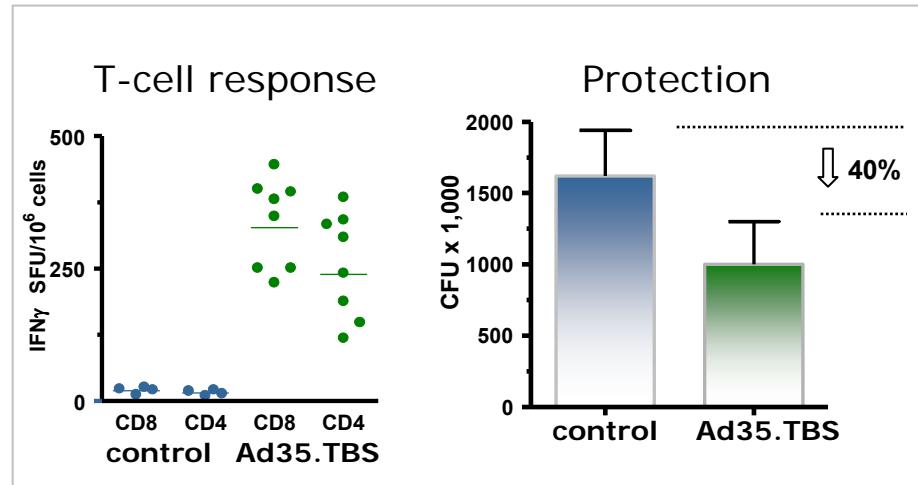 T-cell response
IFNγ SFU/10⁶ cells
500
250
0
CD8 CD4 CD8 CD4
control Ad35.TBS
Protection
CFU x 1,000
2000
1500
1000
500
0
40%
control Ad35.TBS